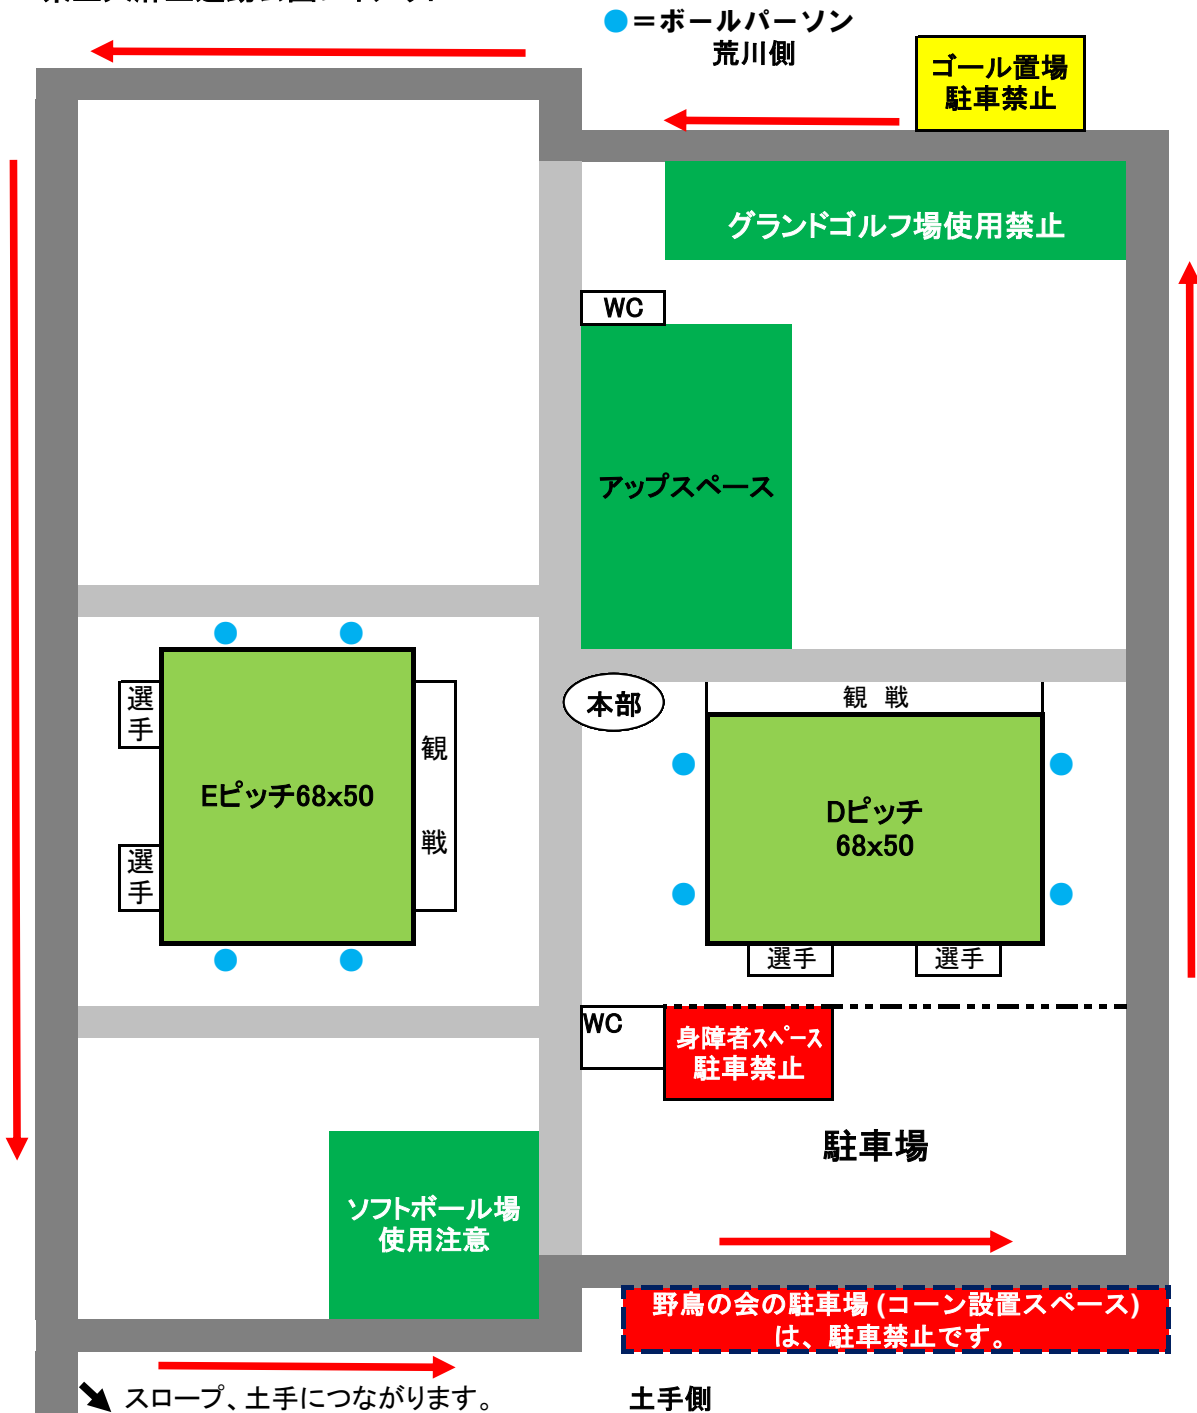 ●=ボールパーソン
荒川側
ゴール置場
駐車禁止
グランドゴルフ場使用禁止
WC
アップスペース
本部
観 戦
選
手
観
戦
Eピッチ68x50
Dピッチ
68x50
選
手
選手
選手
WC
身障者スペース
駐車禁止
駐車場
ソフトボール場
使用注意
野鳥の会の駐車場(コーン設置スペース)
は、駐車禁止です。
スロープ、土手につながります。
土手側